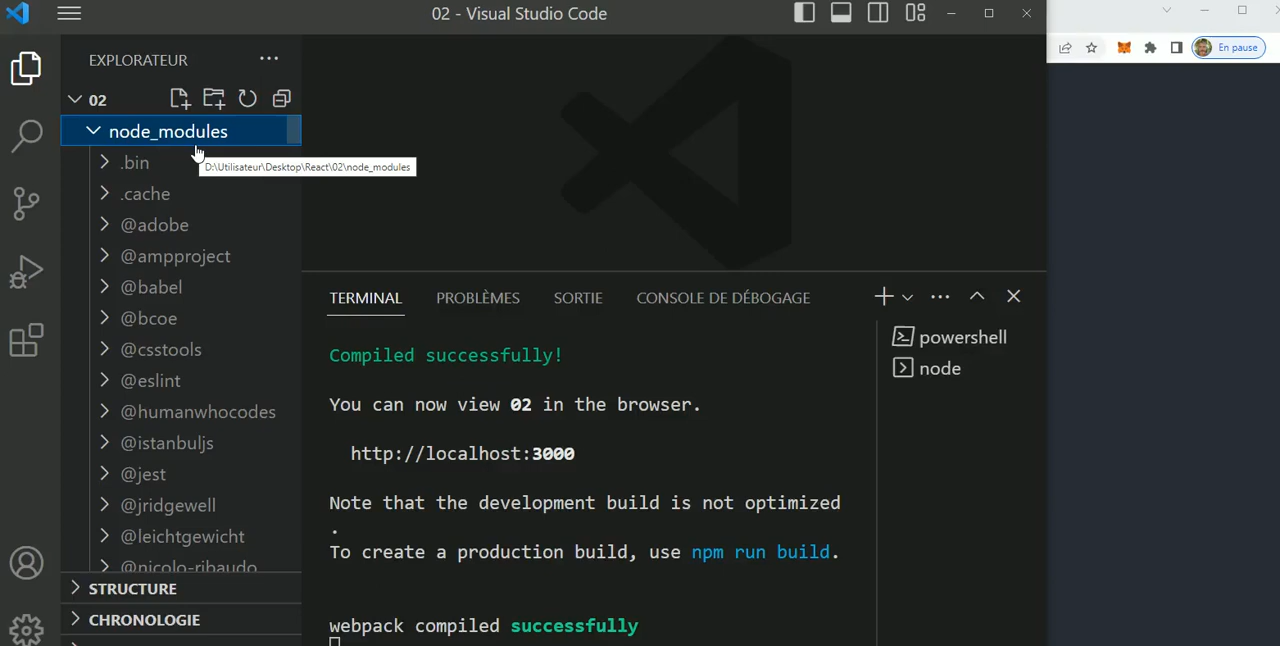 02 - Visual Studio Code
En pause
EXPLORATEUR
02
node_modules
D:\Utilisateur\Desktop\React\02\node_modules
.bin
.cache
@adobe
@ampproject
@babel
@bcoe
@csstools
@eslint
@humanwhocodes
@istanbuljs
@jest
@jridgewell
@leichtgewicht
@nicolo-ribaudo
STRUCTURE
CHRONOLOGIE
TERMINAL PROBLÈMES SORTIE CONSOLE DE DÉBOGAGE
Compiled successfully!
You can now view 02 in the browser.
http://localhost:3000
Note that the development build is not optimized
.
To create a production build, use npm run build.
webpack compiled successfully
powershell
node